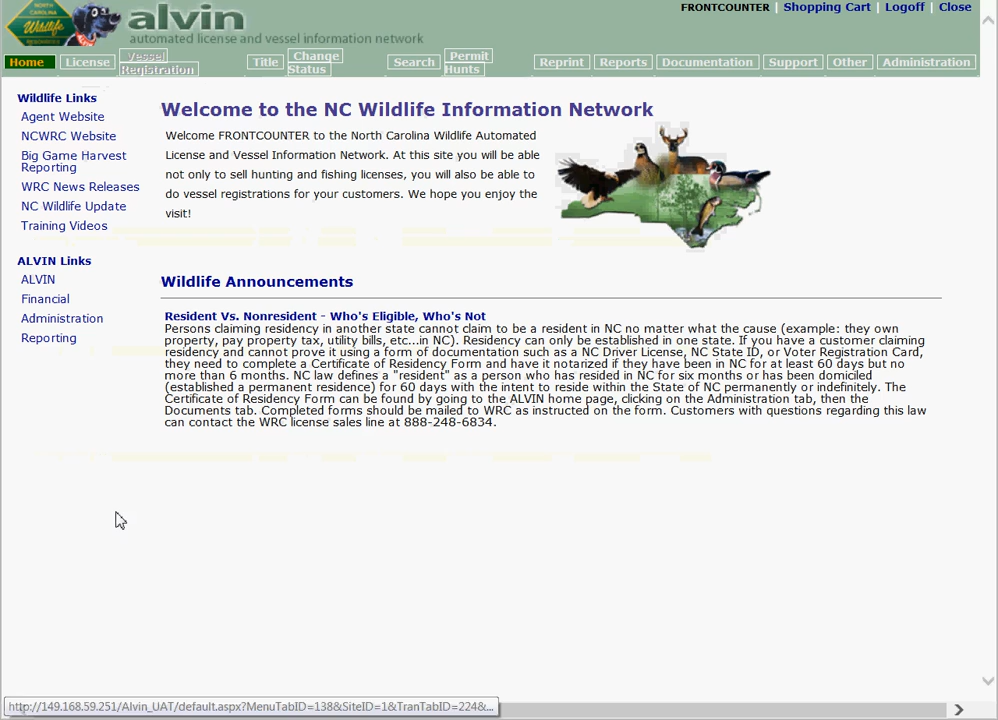 NORTH
CAROLINA
Wildlife
RESOURCES
alvin
automated license and vessel information network
FRONTCOUNTER | Shopping Cart | Logoff | Close
Home License Vessel Registration Title Change Status Search Permit Hunts Reprint Reports Documentation Support Other Administration
Wildlife Links
Agent Website
NCWRC Website
Big Game Harvest
Reporting
WRC News Releases
NC Wildlife Update
Training Videos
ALVIN Links
ALVIN
Financial
Administration
Reporting
Welcome to the NC Wildlife Information Network
Welcome FRONTCOUNTER to the North Carolina Wildlife Automated
License and Vessel Information Network. At this site you will be able
not only to sell hunting and fishing licenses, you will also be able to
do vessel registrations for your customers. We hope you enjoy the
visit!
Wildlife Announcements
Resident Vs. Nonresident - Who's Eligible, Who's Not
Persons claiming residency in another state cannot claim to be a resident in NC no matter what the cause (example: they own
property, pay property tax, utility bills, etc...in NC). Residency can only be established in one state. If you have a customer claiming
residency and cannot prove it using a form of documentation such as a NC Driver License, NC State ID, or Voter Registration Card,
they need to complete a Certificate of Residency Form and have it notarized if they have been in NC for at least 60 days but no
more than 6 months. NC law defines a "resident" as a person who has resided in NC for six months or has been domiciled
(established a permanent residence) for 60 days with the intent to reside within the State of NC permanently or indefinitely. The
Certificate of Residency Form can be found by going to the ALVIN home page, clicking on the Administration tab, then the
Documents tab. Completed forms should be mailed to WRC as instructed on the form. Customers with questions regarding this law
can contact the WRC license sales line at 888-248-6834.
http://149.168.59.251/Alvin_UAT/default.aspx?MenuTabID=138&SiteID=1&TranTabID=224&...